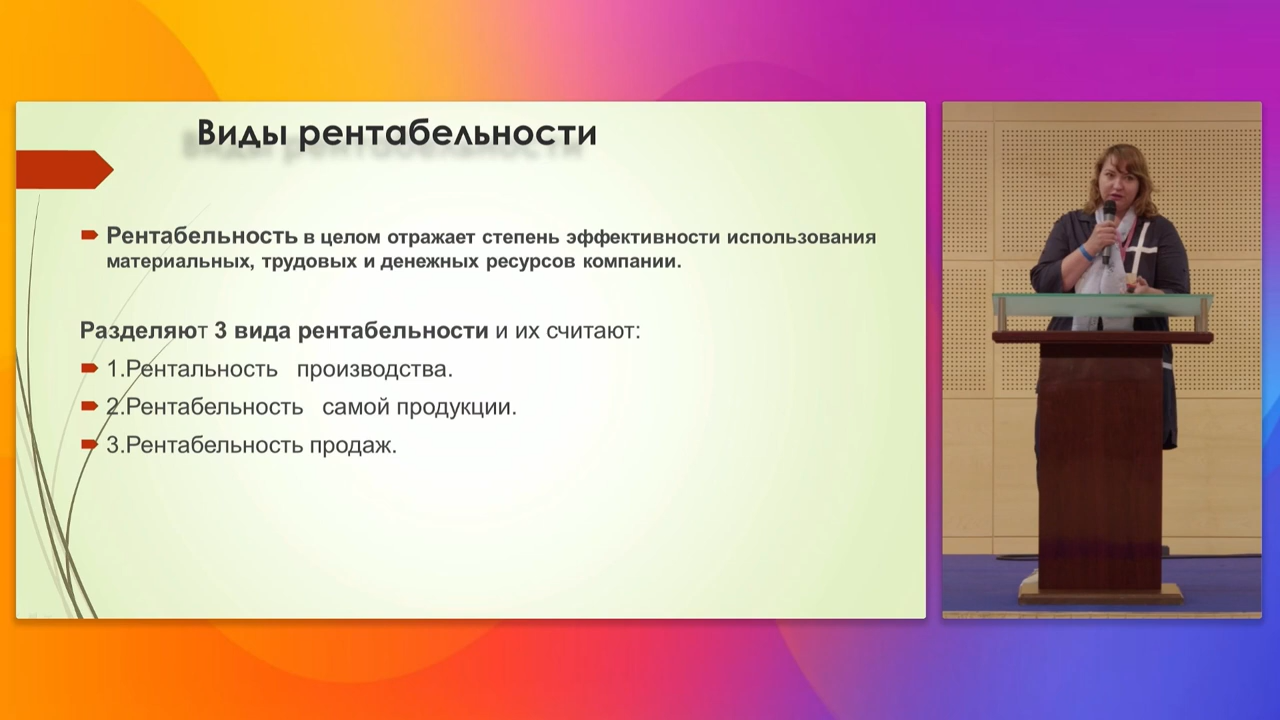 Виды рентабельности
Рентабельность в целом отражает степень эффективности использования
материальных, трудовых и денежных ресурсов компании.
Разделяют 3 вида рентабельности и их считают:
1.Рентальность производства.
2.Рентабельность самой продукции.
3.Рентабельность продаж.